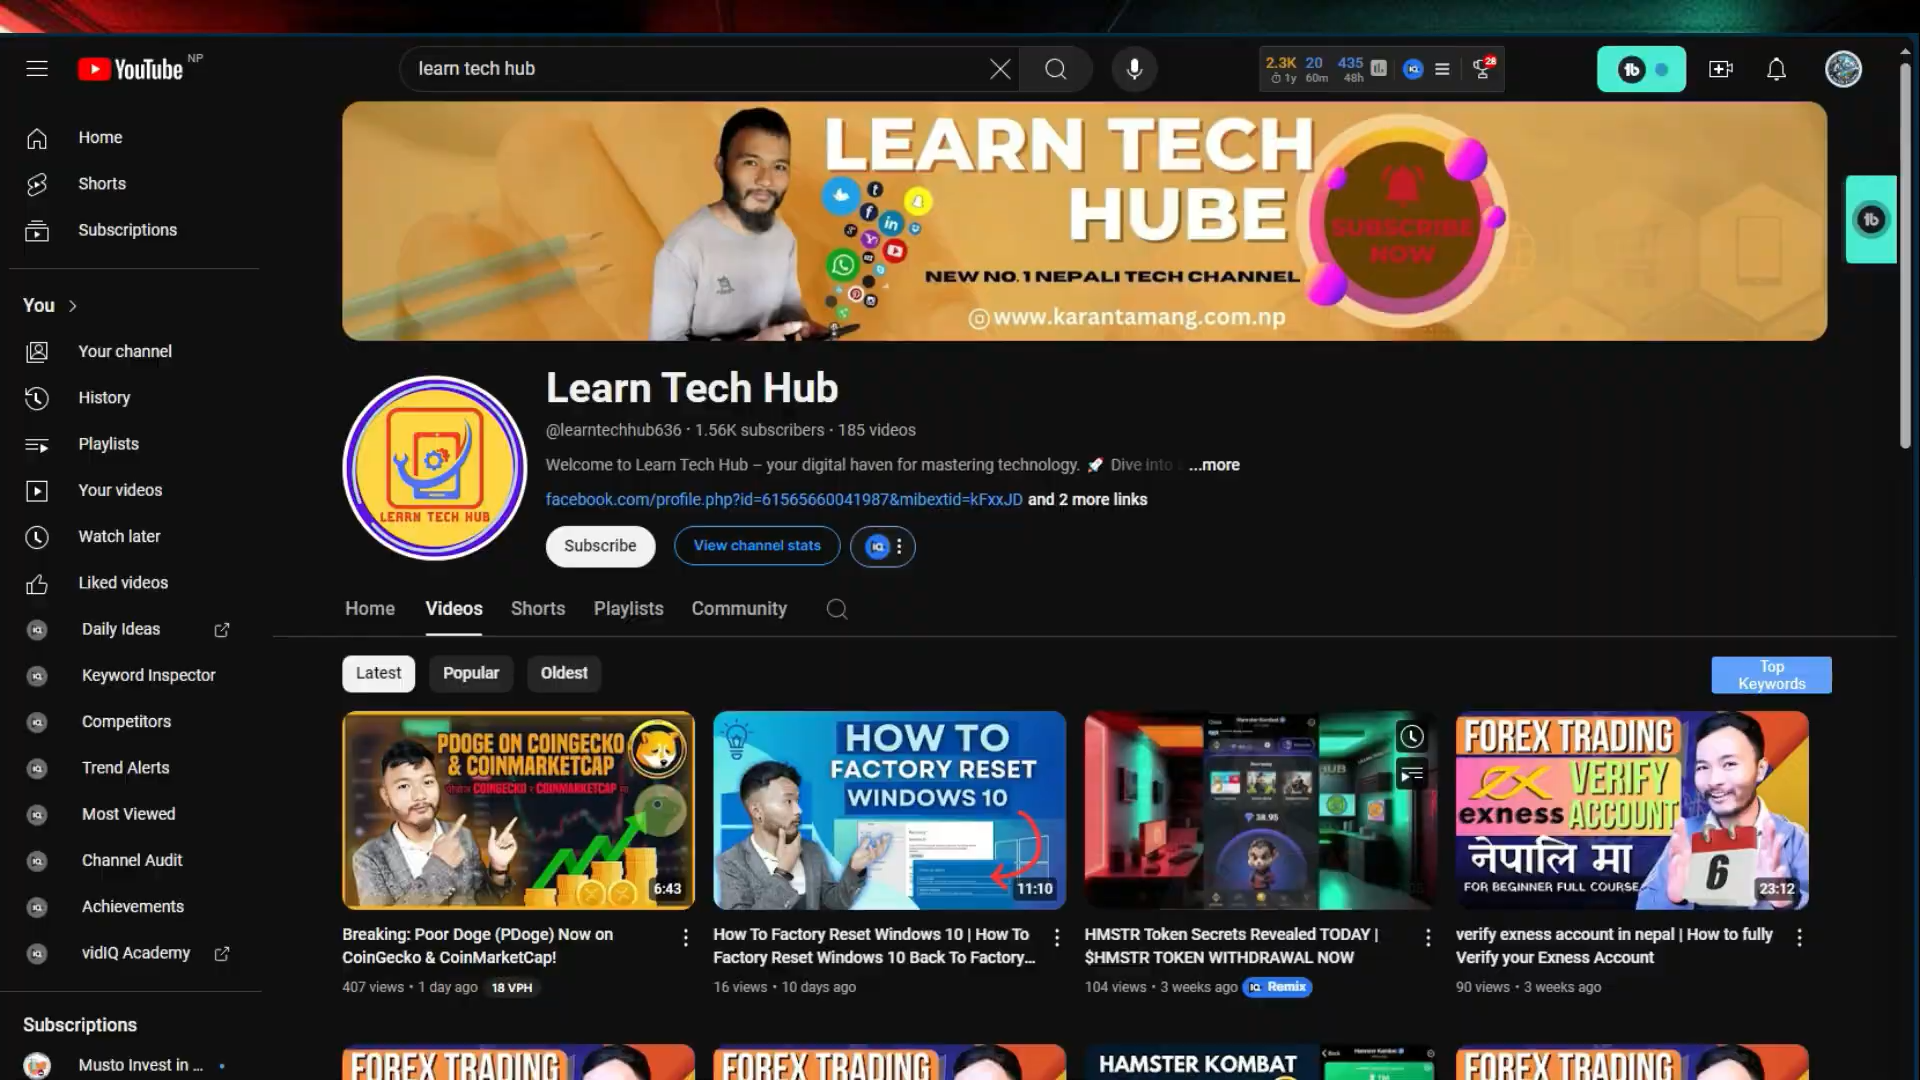 YouTube NP
learn tech hub
2.3K 20 435
1y 60m 48h
28
Home
Shorts
Subscriptions
You
Your channel
History
Playlists
Your videos
Watch later
Liked videos
Daily Ideas
Keyword Inspector
Competitors
Trend Alerts
Most Viewed
Channel Audit
Achievements
vidIQ Academy
Subscriptions
Musto Invest in ...
LEARN TECH
HUBE
NEW NO.1 NEPALI TECH CHANNEL
www.karantamang.com.np
SUBSCRIBE
NOW
LEARN TECH HUB
Learn Tech Hub
@learntechhub636 · 1.56K subscribers · 185 videos
Welcome to Learn Tech Hub – your digital haven for mastering technology. 🚀 Dive into ...more
facebook.com/profile.php?id=61565660041987&mibextid=kFxxJD and 2 more links
Subscribe
View channel stats
Home
Videos
Shorts
Playlists
Community
Latest
Popular
Oldest
Top
Keywords
PDOGE ON COINGECKO
& COINMARKETCAP
6:43
Breaking: Poor Doge (PDoge) Now on
CoinGecko & CoinMarketCap!
407 views · 1 day ago 18 VPH
HOW TO
FACTORY RESET
WINDOWS 10
11:10
How To Factory Reset Windows 10 | How To
Factory Reset Windows 10 Back To Factory...
16 views · 10 days ago
38.95
HMSTR Token Secrets Revealed TODAY |
$HMSTR TOKEN WITHDRAWAL NOW
104 views · 3 weeks ago Remix
FOREX TRADING
VERIFY
exness ACCOUNT
नेपालि मा
FOR BEGINNER FULL COURSE
6
23:12
verify exness account in nepal | How to fully
Verify your Exness Account
90 views · 3 weeks ago
FOREX TRADING
FOREX TRADING
HAMSTER KOMBAT
FOREX TRADING